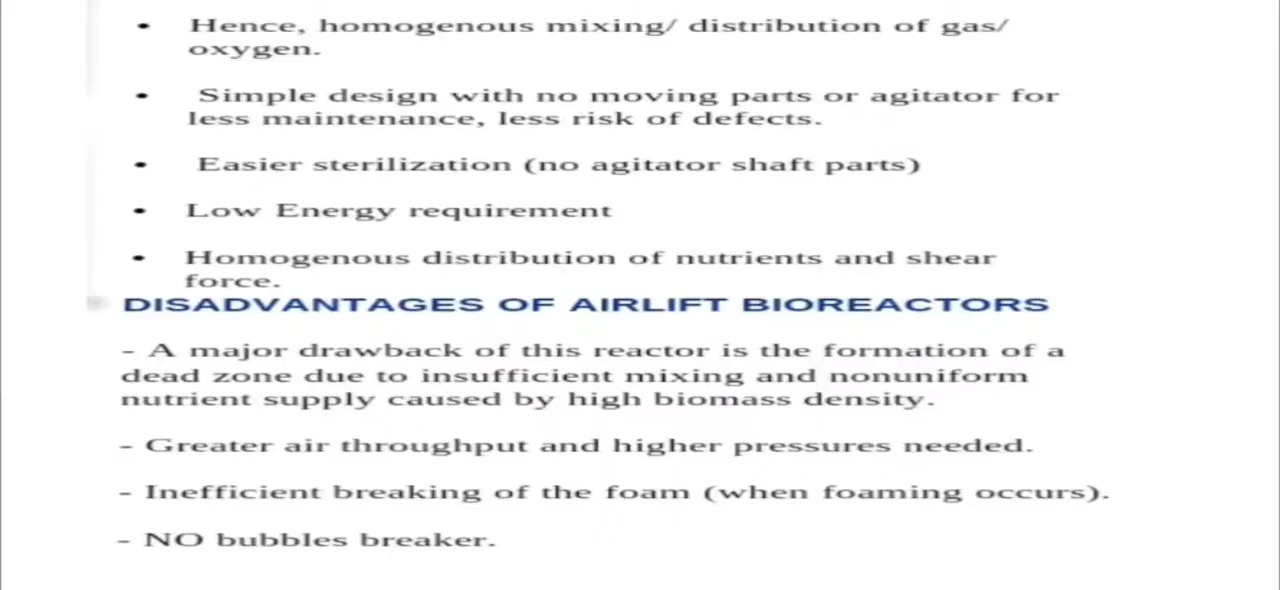 • Hence, homogenous mixing/ distribution of gas/
oxygen.
• Simple design with no moving parts or agitator for
less maintenance, less risk of defects.
• Easier sterilization (no agitator shaft parts)
• Low Energy requirement
• Homogenous distribution of nutrients and shear
force.
DISADVANTAGES OF AIRLIFT BIOREACTORS
- A major drawback of this reactor is the formation of a
dead zone due to insufficient mixing and nonuniform
nutrient supply caused by high biomass density.
- Greater air throughput and higher pressures needed.
- Inefficient breaking of the foam (when foaming occurs).
- NO bubbles breaker.